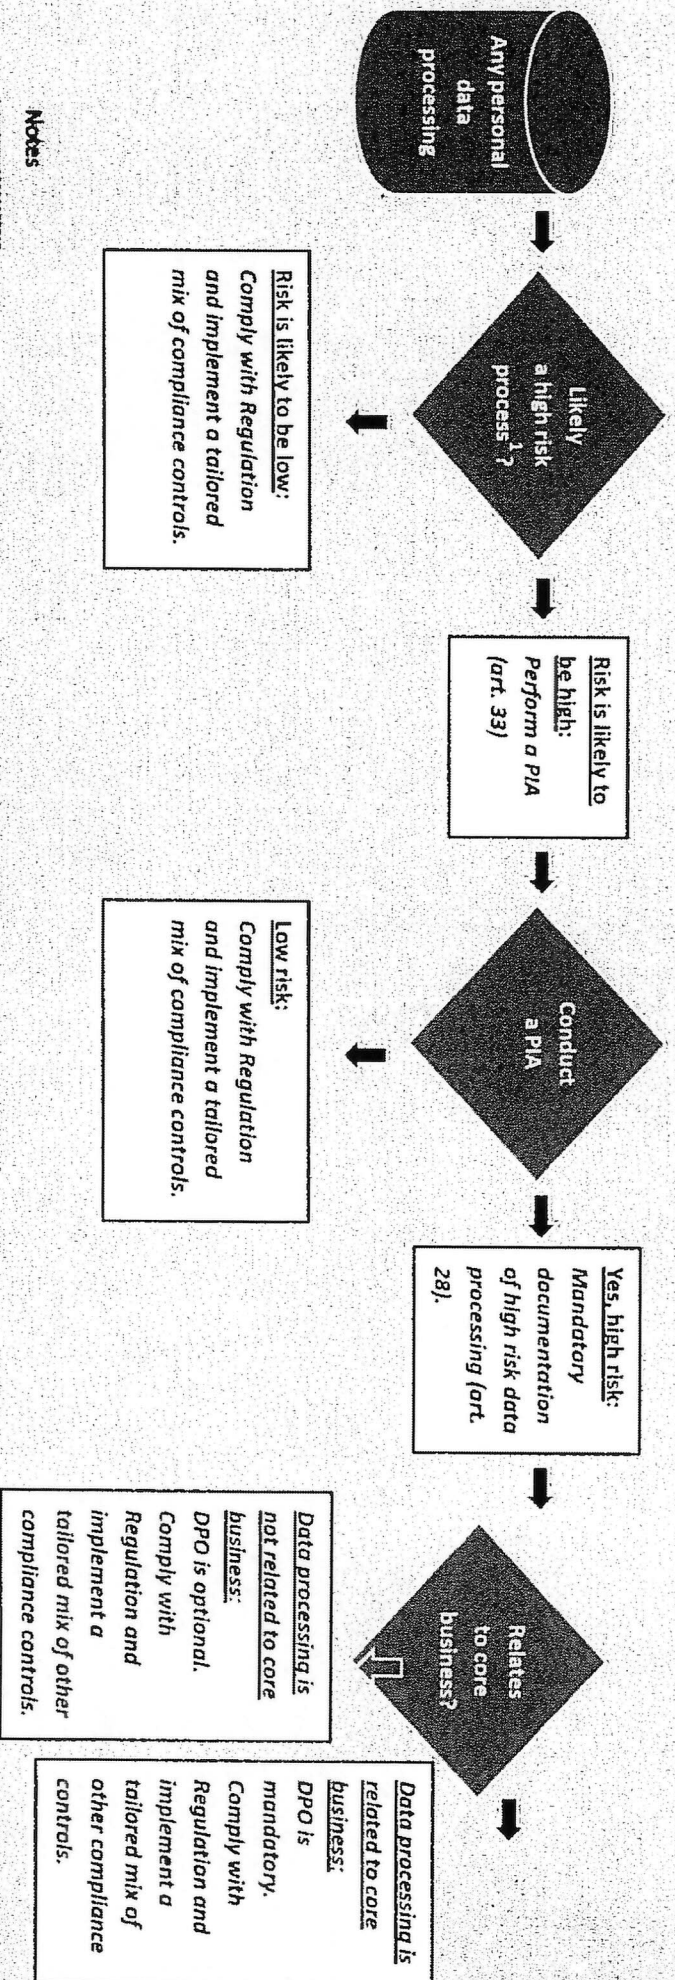 Any personal
data
processing
Likely
a high risk
process¹?
Risk is likely to be low:
Comply with Regulation
and implement a tailored
mix of compliance controls.
Risk is likely to
be high:
Perform a PIA
(art. 33)
Conduct
a PIA
Low risk:
Comply with Regulation
and implement a tailored
mix of compliance controls.
Yes, high risk:
Mandatory
documentation
of high risk data
processing (art.
28).
Relates
to core
business?
Data processing is
not related to core
business:
DPO is optional.
Comply with
Regulation and
implement a
tailored mix of other
compliance controls.
Data processing is
related to core
business:
DPO is
mandatory.
Comply with
Regulation and
implement a
tailored mix of
other compliance
controls.
Notes